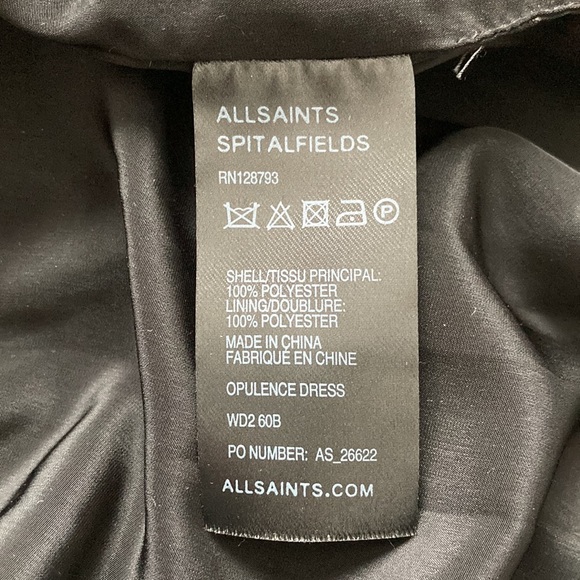 ALLSAINTS
SPITALFIELDS
RN128793
P
SHELL/TISSU PRINCIPAL:
100% POLYESTER
LINING/DOUBLURE:
100% POLYESTER
MADE IN CHINA
FABRIQUÉ EN CHINE
OPULENCE DRESS
WD2 60B
PO NUMBER: AS_26622
ALLSAINTS.COM